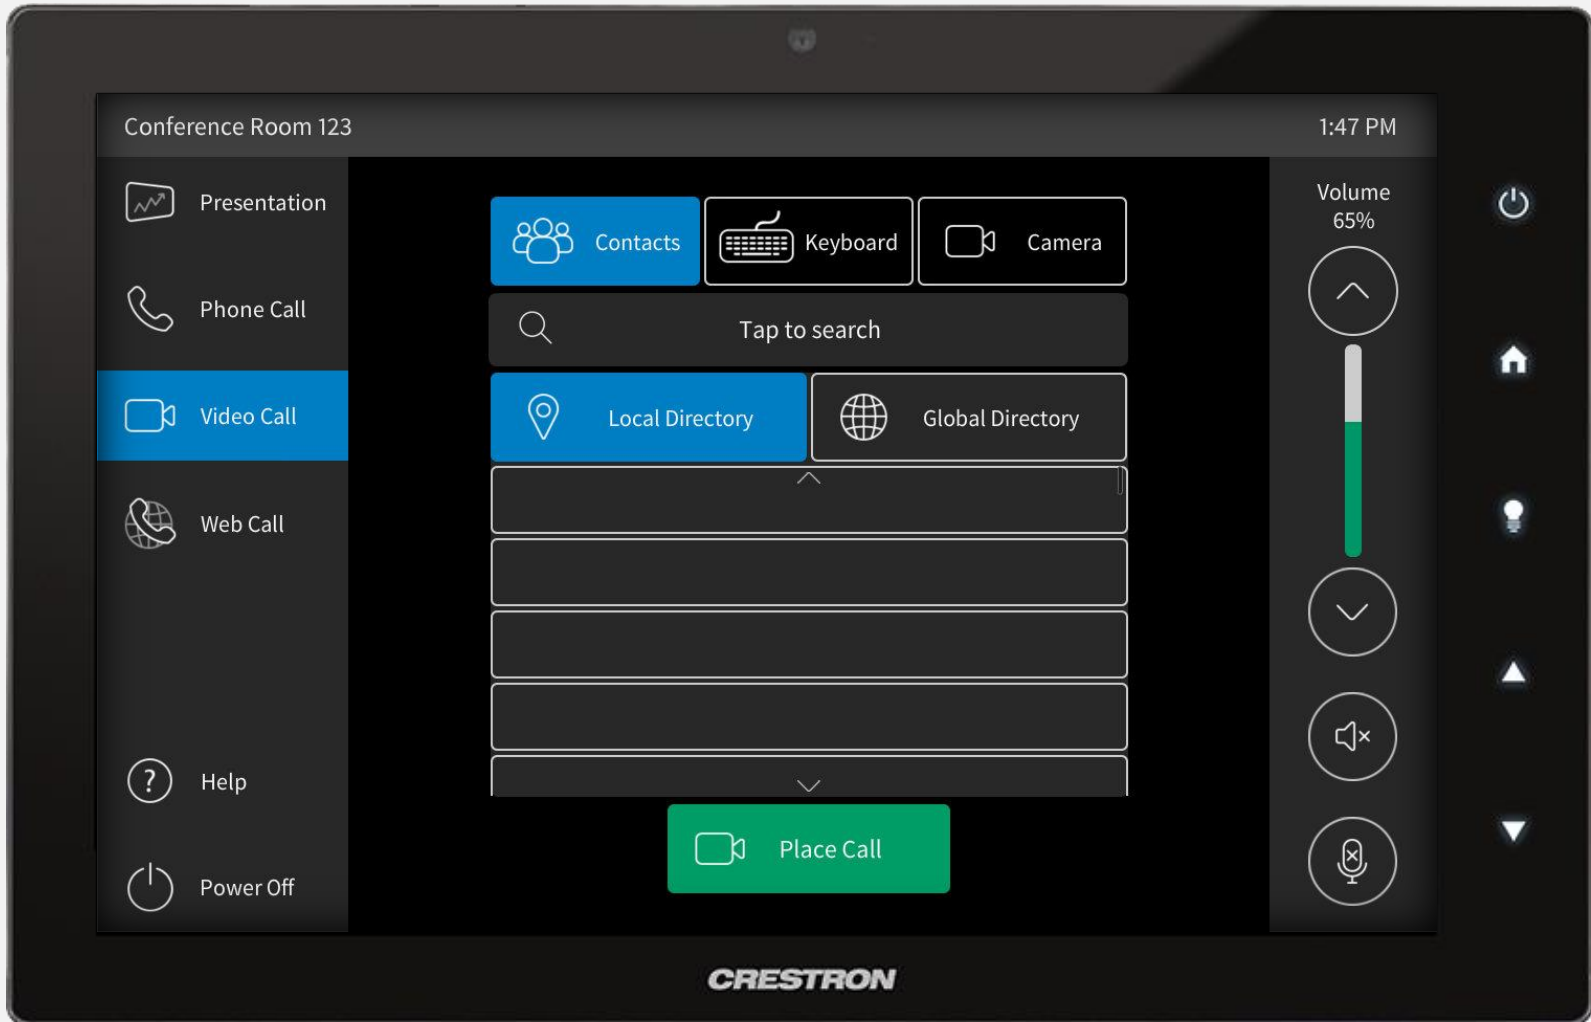 Conference Room 123
1:47 PM
Presentation
Phone Call
Video Call
Web Call
Help
Power Off
Contacts
Keyboard
Camera
Tap to search
Local Directory
Global Directory
Place Call
Volume
65%
?
CRESTRON